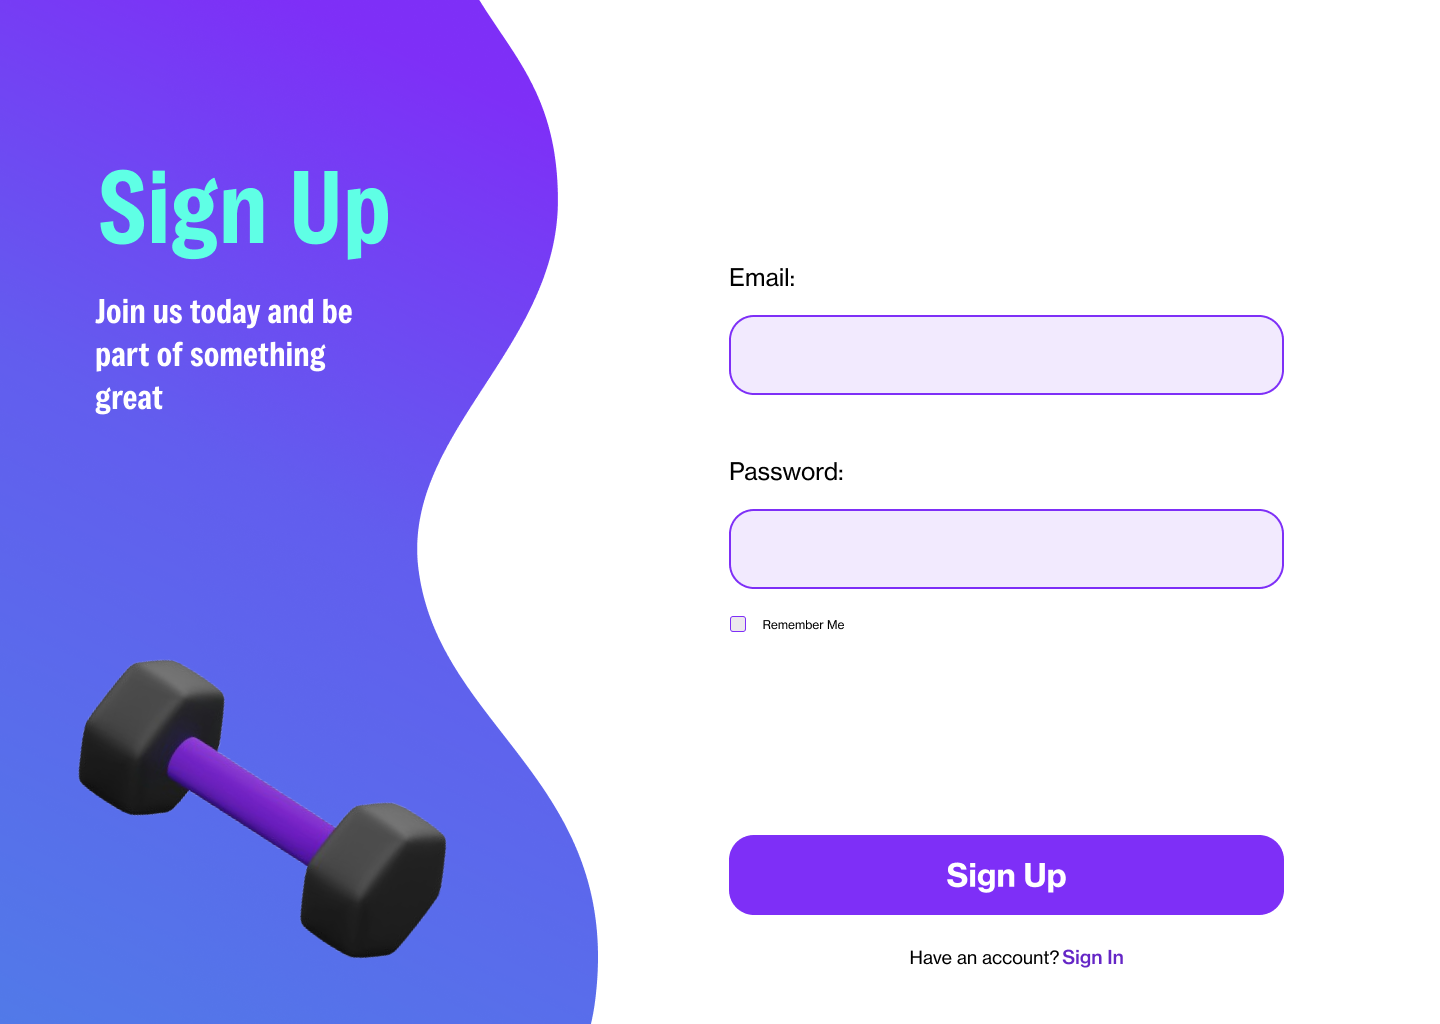 Sign Up
Join us today and be
part of something
great
Email:
Password:
Remember Me
Sign Up
Have an account? Sign In